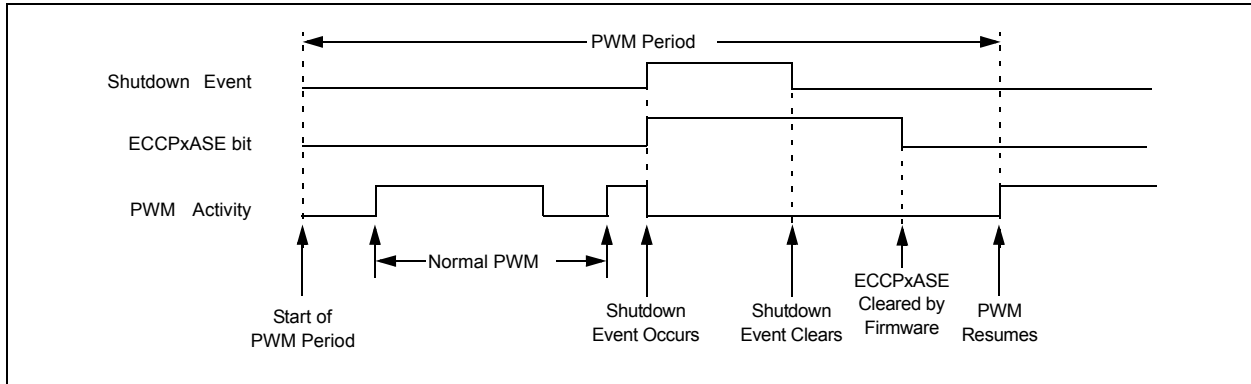 PWM Period
Shutdown Event
ECCPxASE bit
PWM Activity
Normal PWM
Start of
PWM Period
Shutdown
Event Occurs
Shutdown
Event Clears
ECCPxASE
Cleared by
Firmware
PWM
Resumes